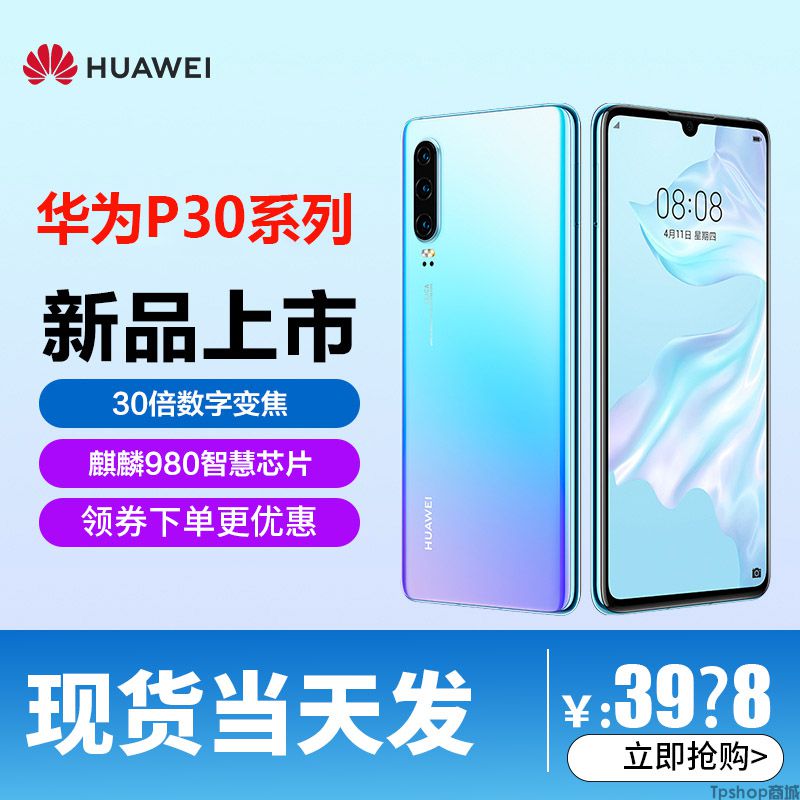 HUAWEI
华为P30系列
新品上市
30倍数字变焦
麒麟980智慧芯片
领券下单更优惠
08:08
4月11日 星期四
HUAWEI
现货当天发
¥:39?8
立即抢购>
Tpshop商城